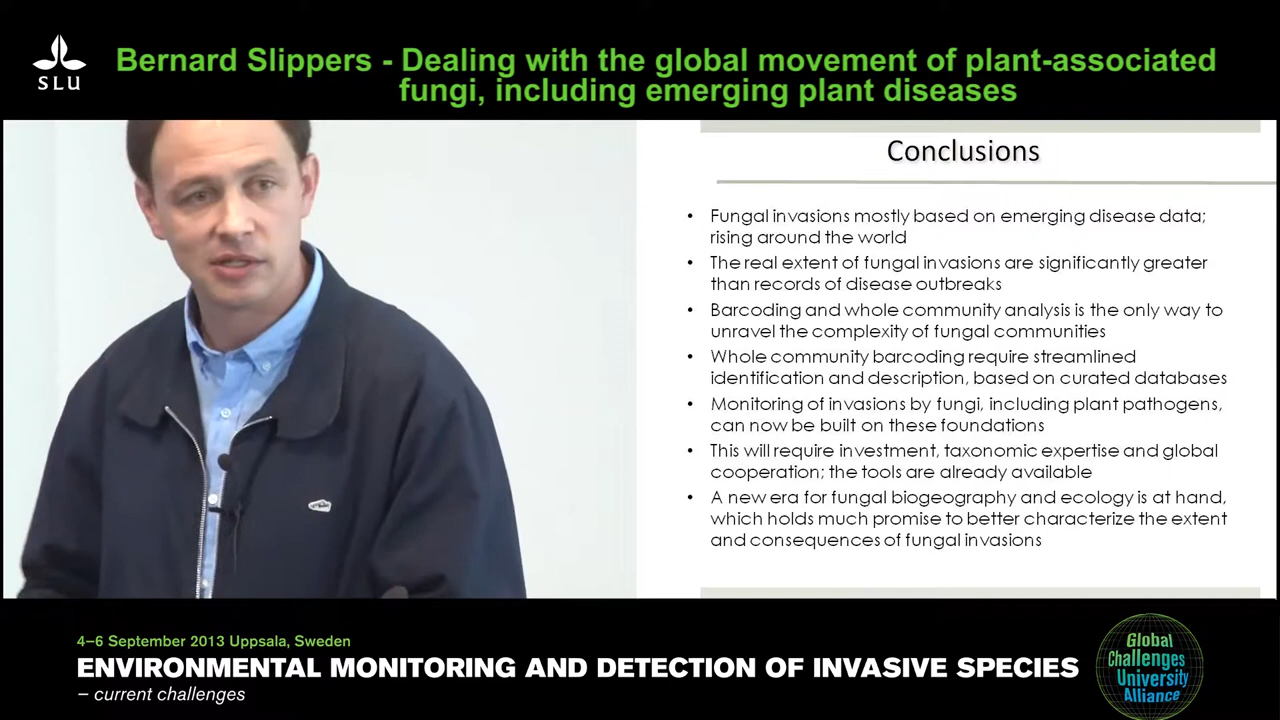 SLU
Bernard Slippers - Dealing with the global movement of plant-associated
fungi, including emerging plant diseases
Conclusions
• Fungal invasions mostly based on emerging disease data;
rising around the world
• The real extent of fungal invasions are significantly greater
than records of disease outbreaks
• Barcoding and whole community analysis is the only way to
unravel the complexity of fungal communities
• Whole community barcoding require streamlined
identification and description, based on curated databases
• Monitoring of invasions by fungi, including plant pathogens,
can now be built on these foundations
• This will require investment, taxonomic expertise and global
cooperation; the tools are already available
• A new era for fungal biogeography and ecology is at hand,
which holds much promise to better characterize the extent
and consequences of fungal invasions
4–6 September 2013 Uppsala, Sweden
ENVIRONMENTAL MONITORING AND DETECTION OF INVASIVE SPECIES
– current challenges
Global
Challenges
University
Alliance